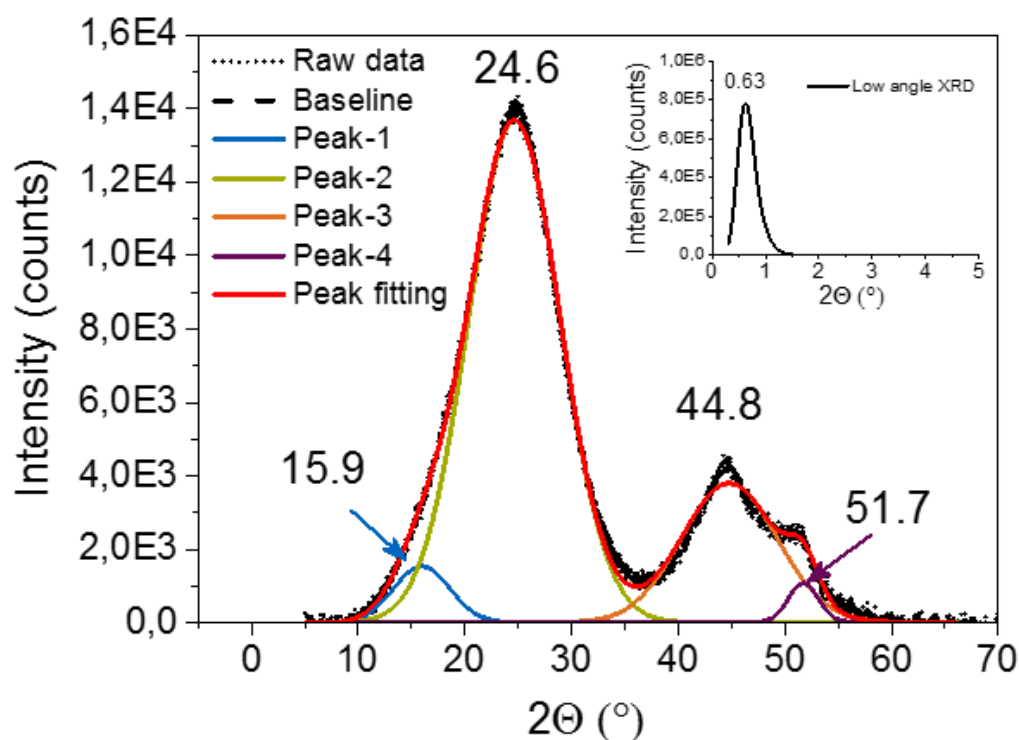 1,6E4
1,4E4
1,2E4
1,0E4
8,0E3
6,0E3
4,0E3
2,0E3
0,0
Intensity (counts)
Raw data
Baseline
Peak-1
Peak-2
Peak-3
Peak-4
Peak fitting
24.6
15.9
44.8
51.7
0 10 20 30 40 50 60 70
2Θ (°)
1,0E6
8,0E5
6,0E5
4,0E5
2,0E5
0,0
Intensity (counts)
0.63
Low angle XRD
0 1 2 3 4 5
2Θ (°)